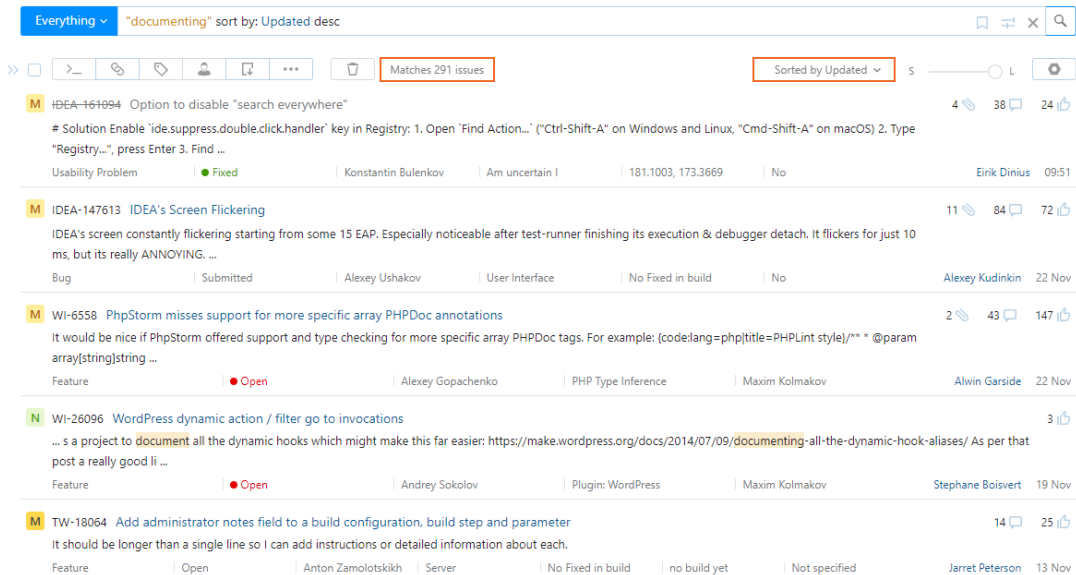 Everything "documenting" sort by: Updated desc
Matches 291 issues Sorted by Updated S L
M IDEA-161094 Option to disable "search everywhere" 4 38 24
# Solution Enable `ide.suppress.double.click.handler` key in Registry: 1. Open `Find Action...` ("Ctrl-Shift-A" on Windows and Linux, "Cmd-Shift-A" on macOS) 2. Type
"Registry...", press Enter 3. Find ...
Usability Problem Fixed Konstantin Bulenkov Am uncertain I 181.1003, 173.3669 No Eirik Dinius 09:51
M IDEA-147613 IDEA's Screen Flickering 11 84 72
IDEA's screen constantly flickering starting from some 15 EAP. Especially noticeable after test-runner finishing its execution & debugger detach. It flickers for just 10
ms, but its really ANNOYING. ...
Bug Submitted Alexey Ushakov User Interface No Fixed in build No Alexey Kudinkin 22 Nov
M WI-6558 PhpStorm misses support for more specific array PHPDoc annotations 2 43 147
It would be nice if PhpStorm offered support and type checking for more specific array PHPDoc tags. For example: {code:lang=php|title=PHPLint style}/** * @param
array[string]string ...
Feature Open Alexey Gopachenko PHP Type Inference Maxim Kolmakov Alwin Garside 22 Nov
N WI-26096 WordPress dynamic action / filter go to invocations 3
... s a project to document all the dynamic hooks which might make this far easier: https://make.wordpress.org/docs/2014/07/09/documenting-all-the-dynamic-hook-aliases/ As per that
post a really good li ...
Feature Open Andrey Sokolov Plugin: WordPress Maxim Kolmakov Stephane Boisvert 19 Nov
M TW-18064 Add administrator notes field to a build configuration, build step and parameter 14 25
It should be longer than a single line so I can add instructions or detailed information about each.
Feature Open Anton Zamolotskikh Server No Fixed in build no build yet Not specified Jarret Peterson 13 Nov